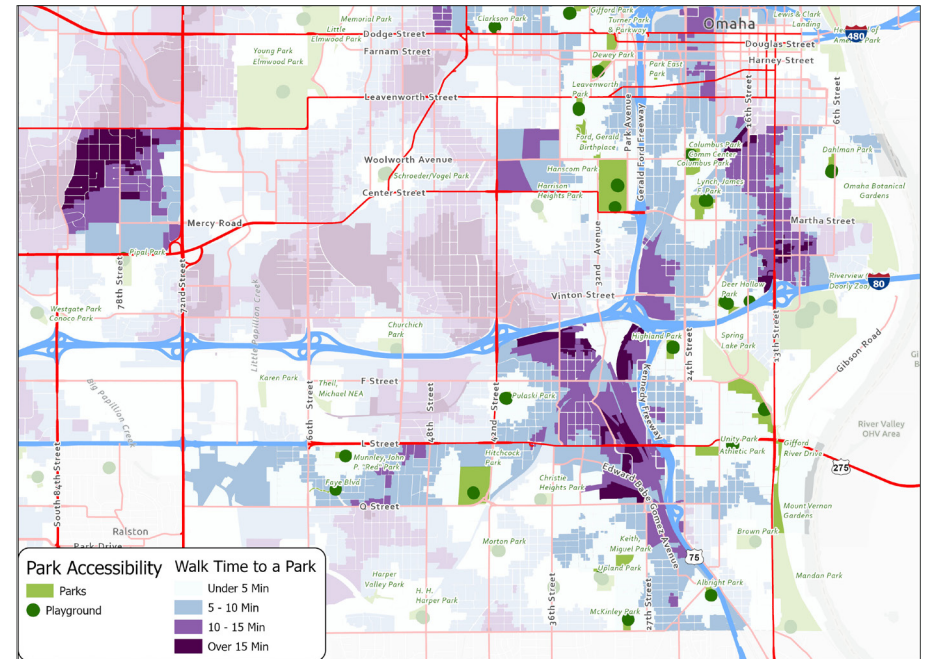 Memorial Park
Clarkson Park
Gifford Park
Turner Park
& Parkway
Omaha
Lewis & Clark
Landing
Little
Elmwood Park
Dodge Street
Douglas Street
480
Farnam Street
Young Park
Elmwood Park
Dewey Park
Harney Street
Park East
Park
Leavenworth Street
Leavenworth
Park
Park Avenue
Gerald Ford Freeway
16th Street
6th Street
Ford, Gerald
Birthplace
Columbus Park
Comm Center
Columbus Park
Dahlman Park
Woolworth Avenue
Schroeder/Vogel Park
Hanscom Park
Center Street
Harrison
Heights Park
Lynch, James
Park
Omaha Botanical
Gardens
Mercy Road
Martha Street
Pipal Park
78th Street
72nd Street
32nd Avenue
Vinton Street
Deer Hollow
Park
Riverview
Doorly Zoo
80
Westgate Park
Conoco Park
Little Papillion Creek
Churchich
Park
Highland Park
24th Street
Spring
Lake Park
13th Street
Gibson Road
Big Papillion Creek
Karen Park
Theil,
Michael NEA
F Street
Pulaski Park
Kennedy Freeway
60th Street
48th Street
42nd Street
River Valley
OHV Area
L Street
Munnley, John
P. "Red" Park
Hitchcock
Park
Unity Park
Athletic Park
Gifford
River Drive
275
South 84th Street
Faye Blvd
Christie
Heights Park
Edward Babe Gomez Avenue
Q Street
Mount Vernon
Gardens
Ralston
Park Drive
Morton Park
Keith,
Miguel Park
Brown Park
75
Upland Park
Mandan Park
Harper
Valley Park
H. H.
Harper Park
36th Street
27th Street
Albright Park
McKinley Park
Park Accessibility
Parks
Playground
Walk Time to a Park
Under 5 Min
5 - 10 Min
10 - 15 Min
Over 15 Min